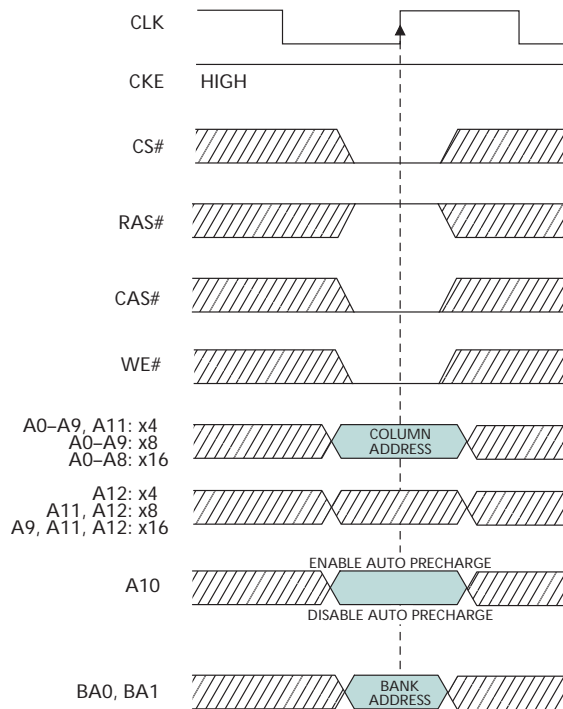 CLK
CKE HIGH
CS#
RAS#
CAS#
WE#
A0–A9, A11: x4
A0–A9: x8
A0–A8: x16
COLUMN
ADDRESS
A12: x4
A11, A12: x8
A9, A11, A12: x16
ENABLE AUTO PRECHARGE
A10
DISABLE AUTO PRECHARGE
BA0, BA1
BANK
ADDRESS